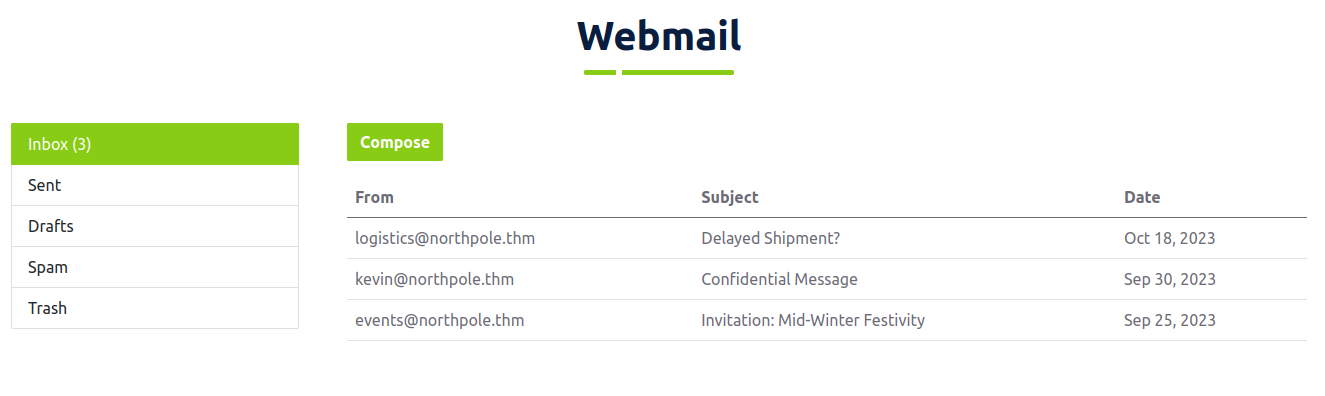 Webmail
Inbox (3)
Sent
Drafts
Spam
Trash
Compose
From Subject Date
logistics@northpole.thm Delayed Shipment? Oct 18, 2023
kevin@northpole.thm Confidential Message Sep 30, 2023
events@northpole.thm Invitation: Mid-Winter Festivity Sep 25, 2023